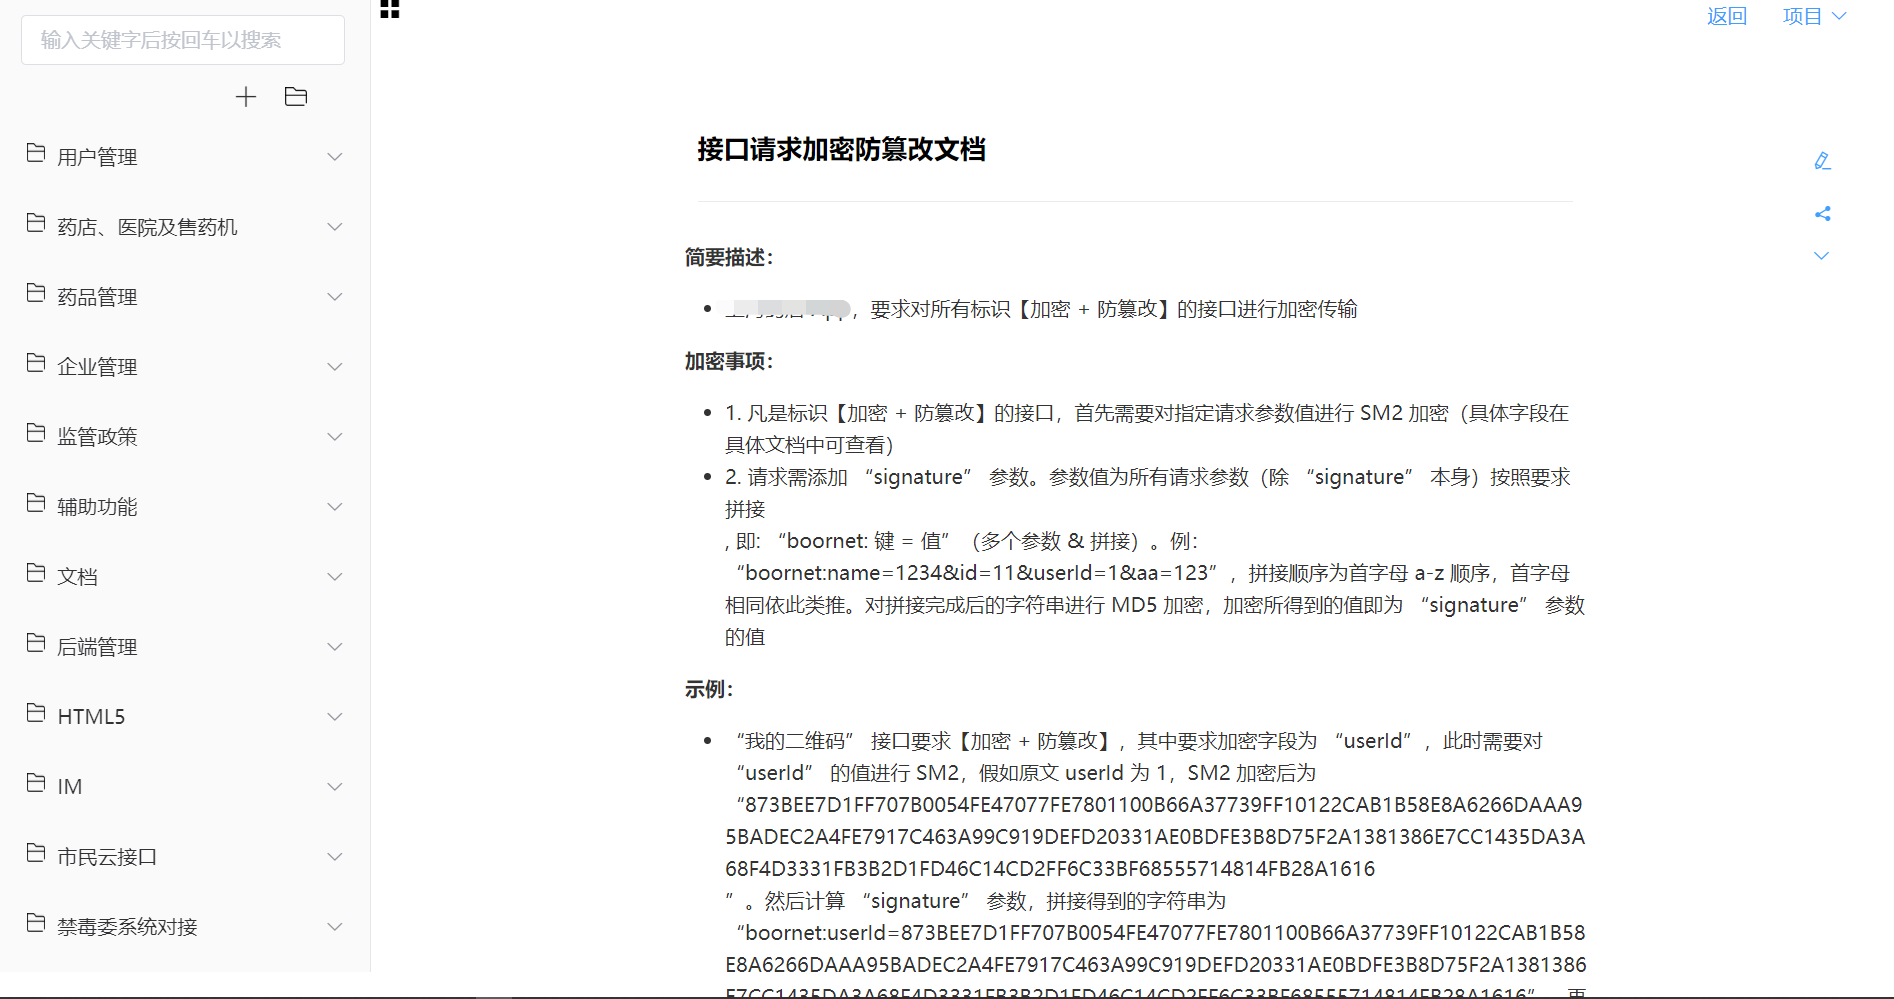 输入关键字后按回车以搜索
返回
项目
用户管理
药店、医院及售药机
药品管理
企业管理
监管政策
辅助功能
文档
后端管理
HTML5
IM
市民云接口
禁毒委系统对接
接口请求加密防篡改文档
简要描述：
，要求对所有标识【加密 + 防篡改】的接口进行加密传输
加密事项：
1. 凡是标识【加密 + 防篡改】的接口，首先需要对指定请求参数值进行 SM2 加密（具体字段在
具体文档中可查看）
2. 请求需添加 “signature” 参数。参数值为所有请求参数（除 “signature” 本身）按照要求
拼接
, 即: “boornet: 键 = 值” （多个参数 & 拼接）。例：
“boornet:name=1234&id=11&userId=1&aa=123” ，拼接顺序为首字母 a-z 顺序，首字母
相同依此类推。对拼接完成后的字符串进行 MD5 加密，加密所得到的值即为 “signature” 参数
的值
示例：
“我的二维码” 接口要求【加密 + 防篡改】，其中要求加密字段为 “userId” ，此时需要对
“userId” 的值进行 SM2，假如原文 userId 为 1，SM2 加密后为
“873BEE7D1FF707B0054FE47077FE7801100B66A37739FF10122CAB1B58E8A6266DAAA9
5BADEC2A4FE7917C463A99C919DEFD20331AE0BDFE3B8D75F2A1381386E7CC1435DA3A
68F4D3331FB3B2D1FD46C14CD2FF6C33BF68555714814FB28A1616
” 。然后计算 “signature” 参数，拼接得到的字符串为
“boornet:userId=873BEE7D1FF707B0054FE47077FE7801100B66A37739FF10122CAB1B58
E8A6266DAAA95BADEC2A4FE7917C463A99C919DEFD20331AE0BDFE3B8D75F2A1381386
E7CC1435DA3A68F4D3331FB3B2D1FD46C14CD2FF6C33BF68555714814FB28A1616”